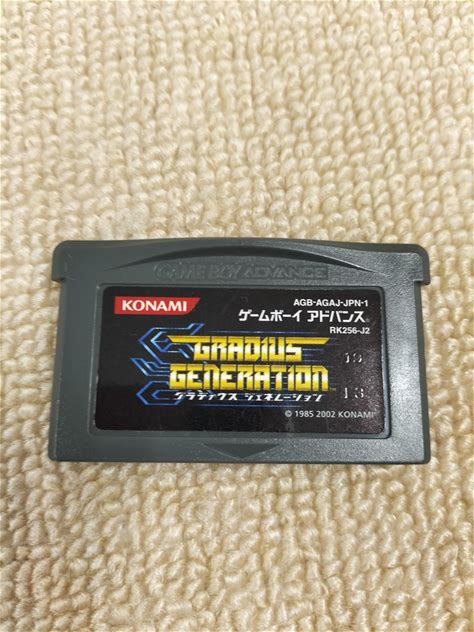 GAME BOY ADVANCE
KONAMI
AGB-AGAJ-JPN-1
ゲームボーイ アドバンス
RK256-J2
GRADIUS
GENERATION
グラディウス ジェネレーション
© 1985 2002 KONAMI